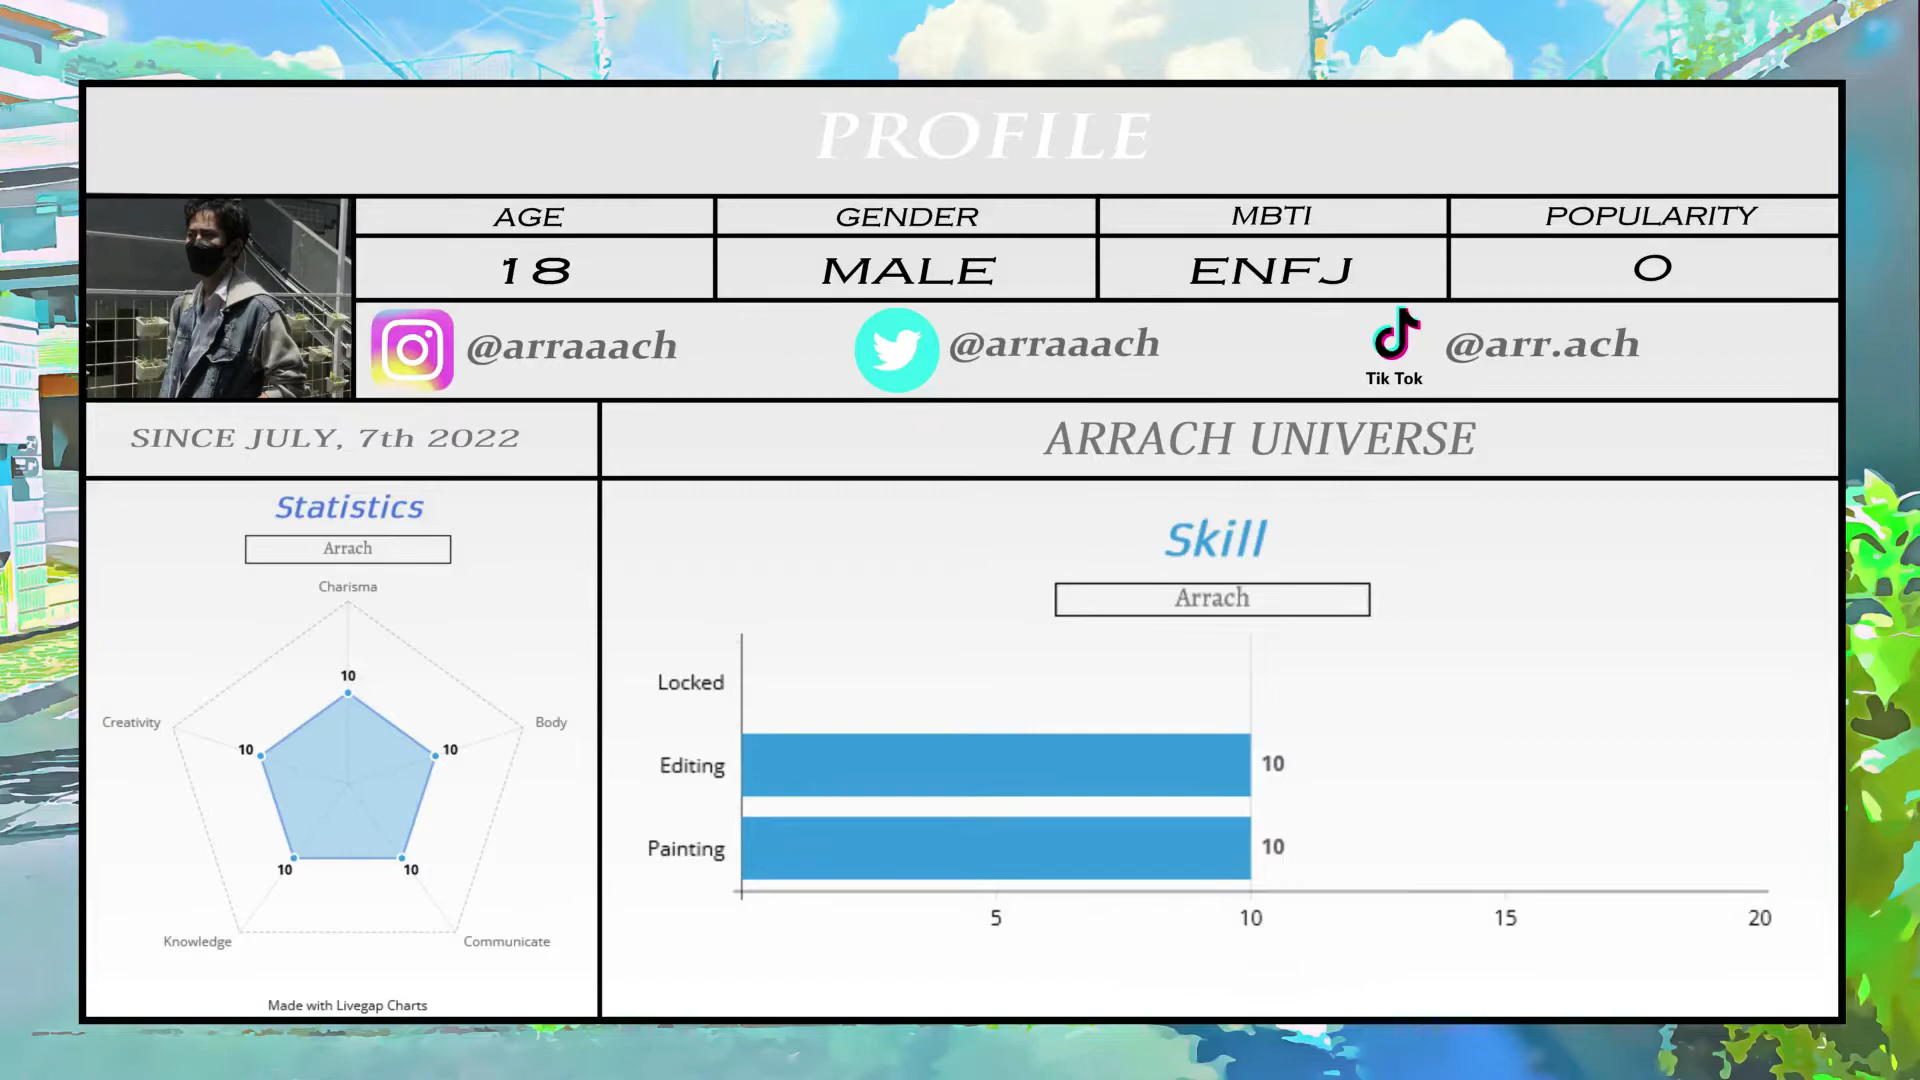 PROFILE
AGE
GENDER
MBTI
POPULARITY
18
MALE
ENFJ
0
@arraaach
@arraaach
Tik Tok
@arr.ach
SINCE JULY, 7th 2022
ARRACH UNIVERSE
Statistics
Arrach
Charisma
10
Creativity
Body
10
10
10
10
Knowledge
Communicate
Made with Livegap Charts
Skill
Arrach
Locked
Editing
10
Painting
10
5
10
15
20